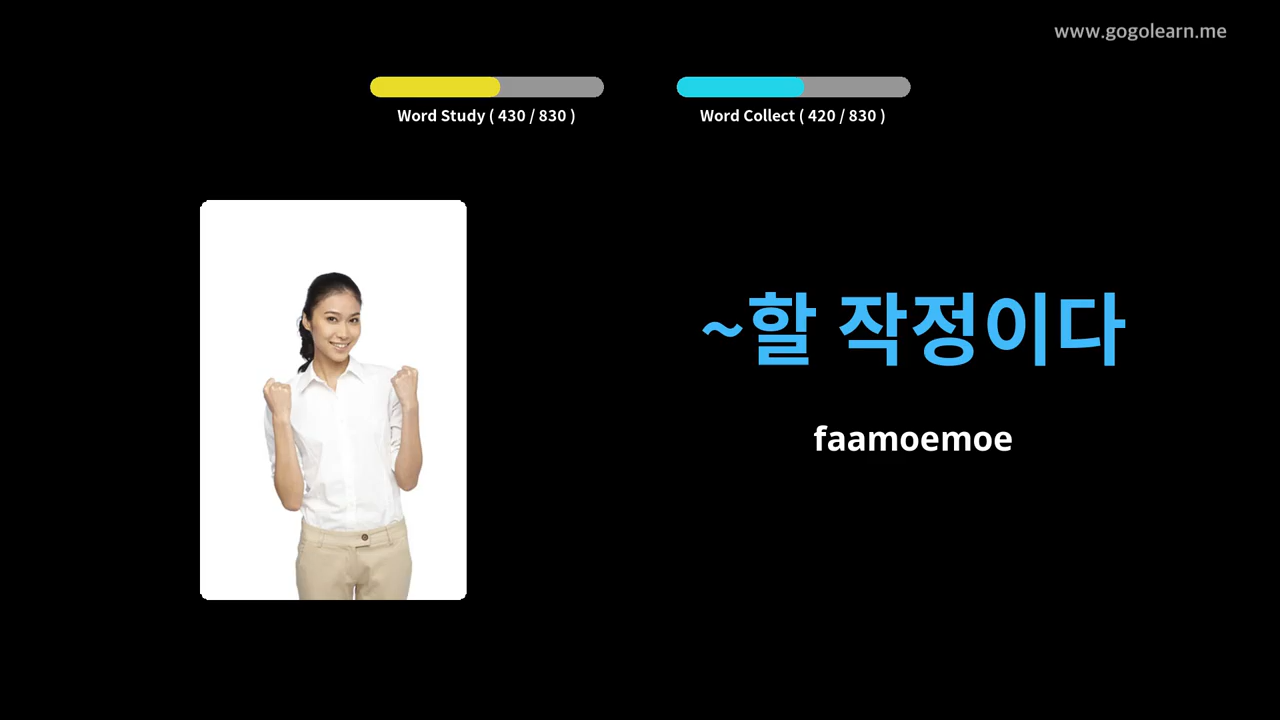 www.gogolearn.me
Word Study ( 430 / 830 )
Word Collect ( 420 / 830 )
~할 작정이다
faamoemoe